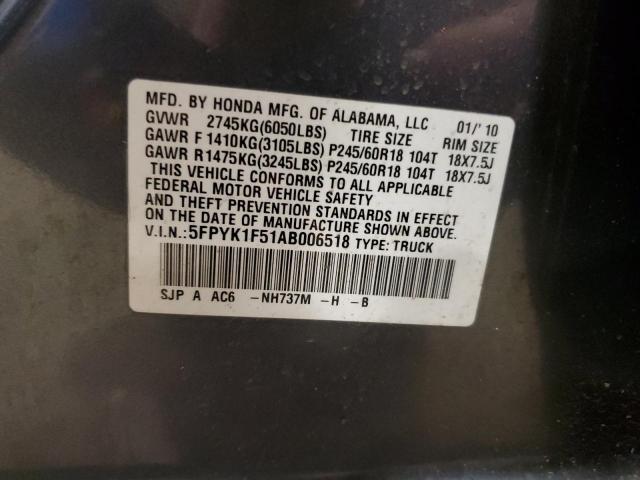 MFD. BY HONDA MFG. OF ALABAMA, LLC 01/'10
GVWR 2745KG(6050LBS) TIRE SIZE RIM SIZE
GAWR F 1410KG(3105LBS) P245/60R18 104T 18X7.5J
GAWR R 1475KG(3245LBS) P245/60R18 104T 18X7.5J
THIS VEHICLE CONFORMS TO ALL APPLICABLE
FEDERAL MOTOR VEHICLE SAFETY
AND THEFT PREVENTION STANDARDS IN EFFECT
ON THE DATE OF MANUFACTURE SHOWN ABOVE.
V.I.N.: 5FPYK1F51AB006518 TYPE: TRUCK
SJP A AC6 -NH737M -H -B